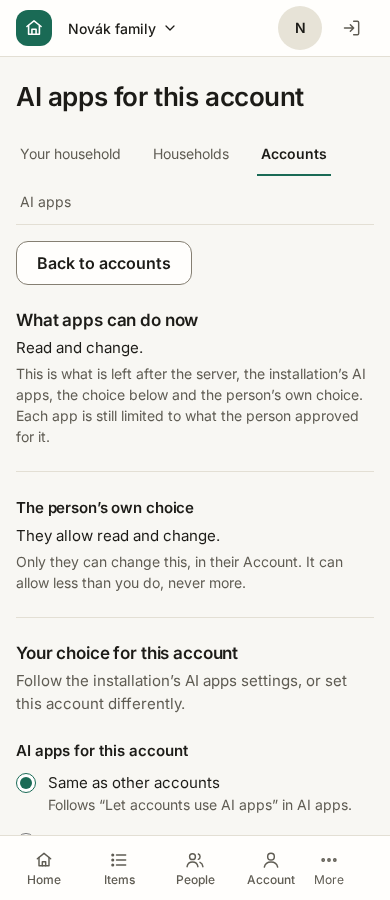 Novák family
N
AI apps for this account
Your household
Households
Accounts
AI apps
Back to accounts
What apps can do now
Read and change.
This is what is left after the server, the installation’s AI
apps, the choice below and the person’s own choice.
Each app is still limited to what the person approved
for it.
The person’s own choice
They allow read and change.
Only they can change this, in their Account. It can
allow less than you do, never more.
Your choice for this account
Follow the installation’s AI apps settings, or set
this account differently.
AI apps for this account
Same as other accounts
Follows “Let accounts use AI apps” in AI apps.
Home
Items
People
Account
More